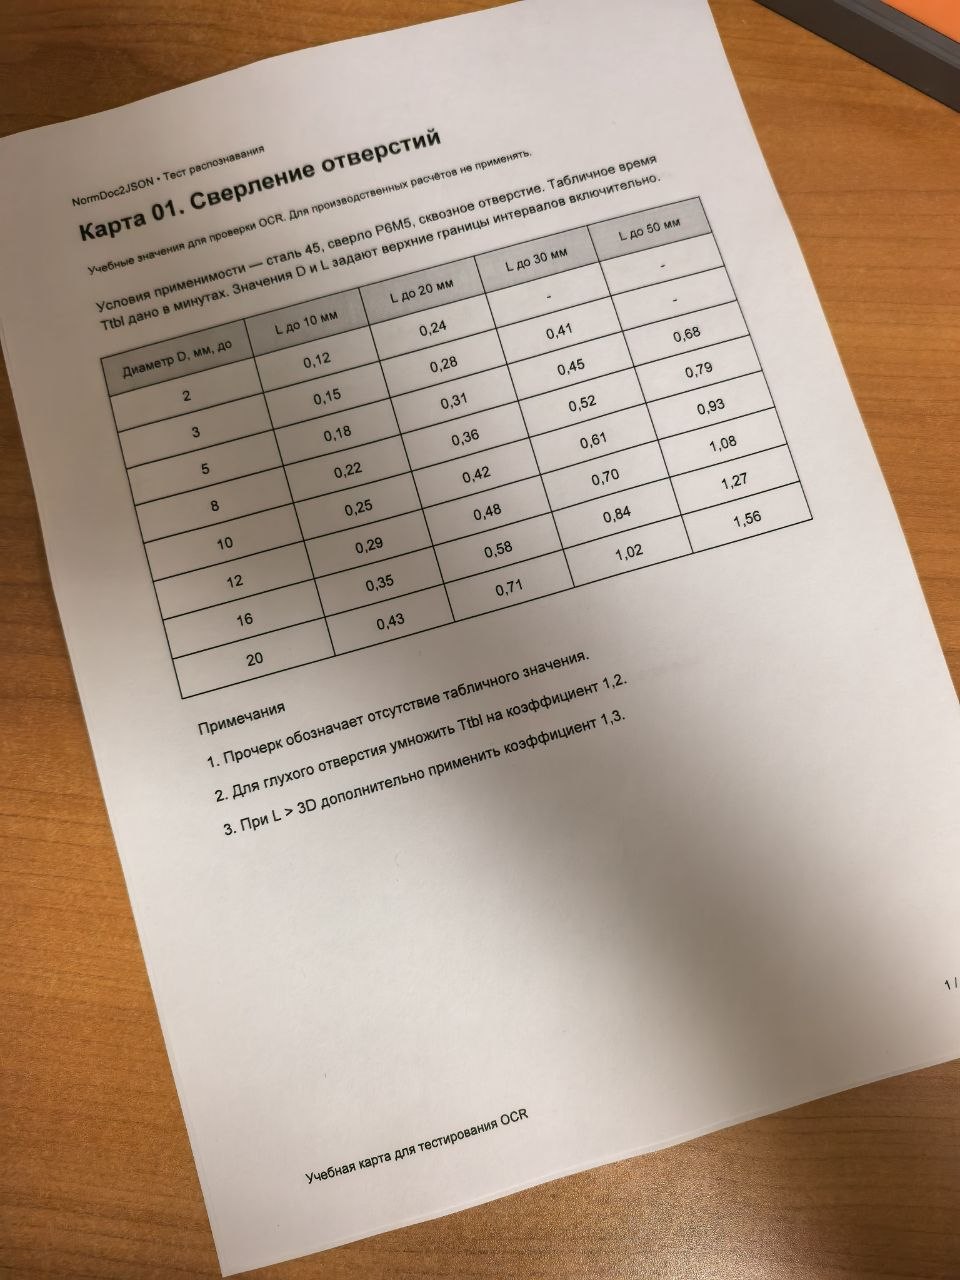 NormDoc2JSON • Тест распознавания
Карта 01. Сверление отверстий
Учебные значения для проверки OCR. Для производственных расчётов не применять.
Условия применимости — сталь 45, сверло Р6М5, сквозное отверстие. Табличное время
Ttbl дано в минутах. Значения D и L задают верхние границы интервалов включительно.
Диаметр D, мм, до L до 10 мм L до 20 мм L до 30 мм L до 50 мм
2 0,12 0,24 - -
3 0,15 0,28 0,41 -
5 0,18 0,31 0,45 0,68
8 0,22 0,36 0,52 0,79
10 0,25 0,42 0,61 0,93
12 0,29 0,48 0,70 1,08
16 0,35 0,58 0,84 1,27
20 0,43 0,71 1,02 1,56
Примечания
1. Прочерк обозначает отсутствие табличного значения.
2. Для глухого отверстия умножить Ttbl на коэффициент 1,2.
3. При L > 3D дополнительно применить коэффициент 1,3.
1 /
Учебная карта для тестирования OCR